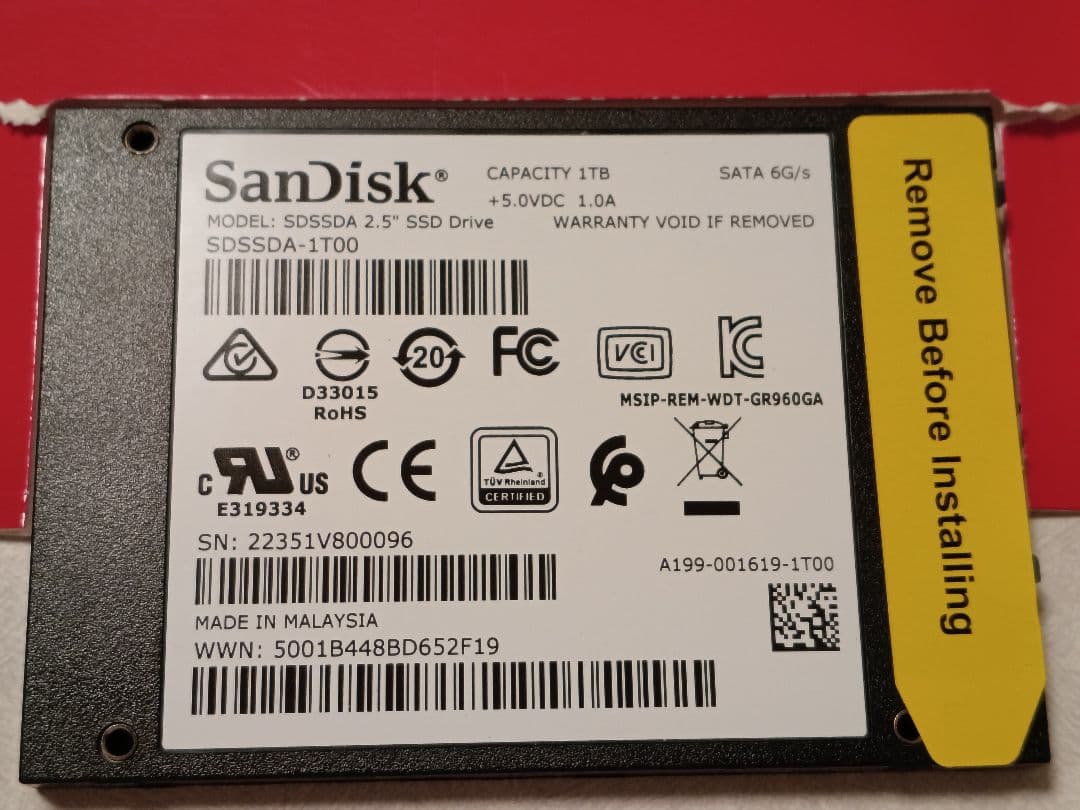 SanDisk®
CAPACITY 1TB
SATA 6G/s
+5.0VDC 1.0A
MODEL: SDSSDA 2.5" SSD Drive
WARRANTY VOID IF REMOVED
SDSSDA-1T00
20
FC
VCI
KC
D33015
RoHS
MSIP-REM-WDT-GR960GA
c RU® US
E319334
CE
TÜV Rheinland®
CERTIFIED
SN: 22351V800096
A199-001619-1T00
MADE IN MALAYSIA
WWN: 5001B448BD652F19
Remove Before Installing